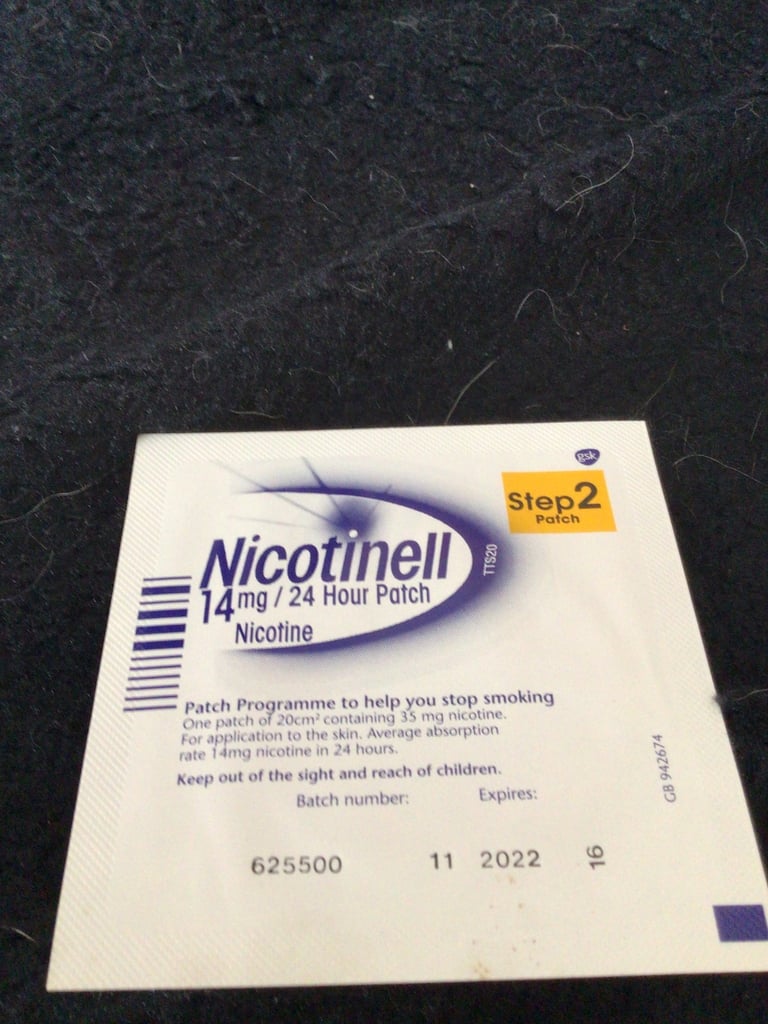 gsk
Step2
Patch
Nicotinell
TTS20
14mg / 24 Hour Patch
Nicotine
Patch Programme to help you stop smoking
One patch of 20cm² containing 35 mg nicotine.
For application to the skin. Average absorption
rate 14mg nicotine in 24 hours.
Keep out of the sight and reach of children.
Batch number: Expires:
625500 11 2022 16
GB 942674